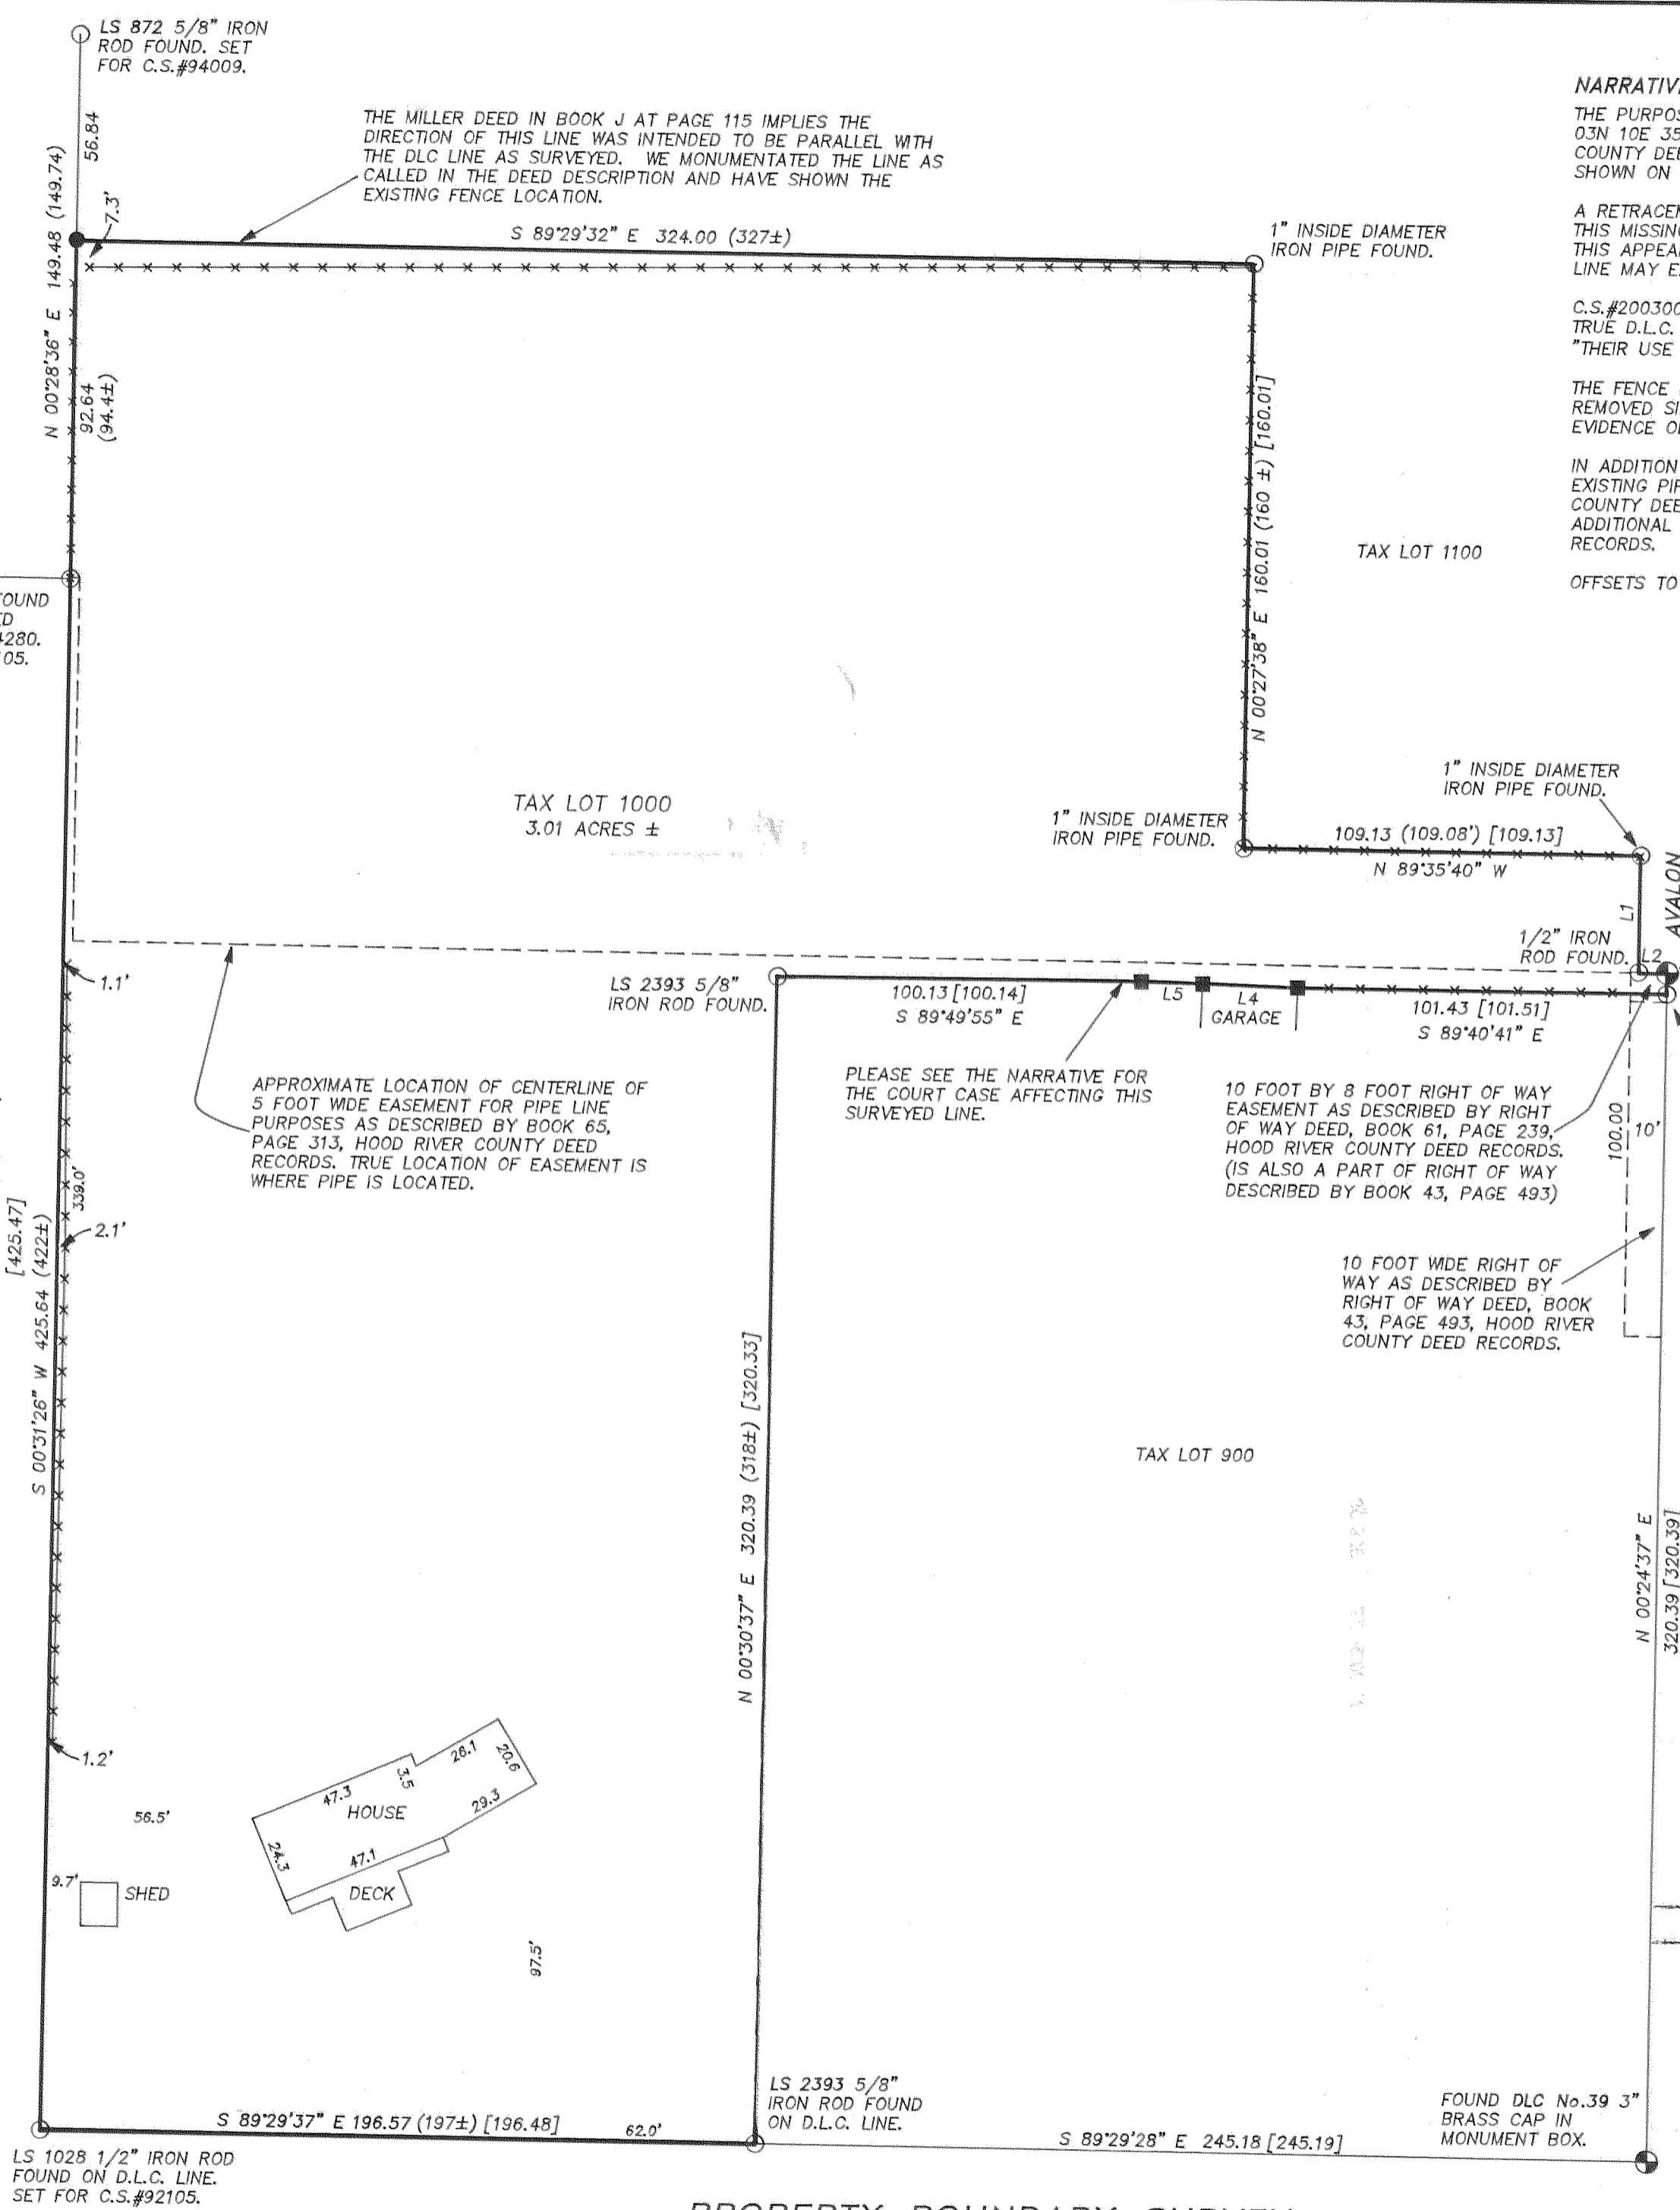 LS 872 5/8" IRON
ROD FOUND. SET
FOR C.S.#94009.
56.84
N 00°28'36" E 149.48 (149.74)
7.3'
92.64
(94.4±)
THE MILLER DEED IN BOOK J AT PAGE 115 IMPLIES THE
DIRECTION OF THIS LINE WAS INTENDED TO BE PARALLEL WITH
THE DLC LINE AS SURVEYED. WE MONUMENTATED THE LINE AS
CALLED IN THE DEED DESCRIPTION AND HAVE SHOWN THE
EXISTING FENCE LOCATION.
S 89°29'32" E 324.00 (327±)
1" INSIDE DIAMETER
IRON PIPE FOUND.
NARRATIV
THE PURPOS
03N 10E 35
COUNTY DEE
SHOWN ON
A RETRACEM
THIS MISSING
THIS APPEA
LINE MAY E
C.S.#200300
TRUE D.L.C.
"THEIR USE
THE FENCE
REMOVED SI
EVIDENCE O
IN ADDITION
EXISTING PIP
COUNTY DEE
ADDITIONAL
RECORDS.
OFFSETS TO
N 00°27'38" E 160.01 (160 ±) [160.01]
TAX LOT 1100
OUND
D
4280.
105.
TAX LOT 1000
3.01 ACRES ±
1" INSIDE DIAMETER
IRON PIPE FOUND.
1" INSIDE DIAMETER
IRON PIPE FOUND.
109.13 (109.08') [109.13]
N 89°35'40" W
L1
AVALON
1/2" IRON
ROD FOUND.
L2
1.1'
LS 2393 5/8"
IRON ROD FOUND.
100.13 [100.14]
S 89°49'55" E
L5
L4
GARAGE
101.43 [101.51]
S 89°40'41" E
APPROXIMATE LOCATION OF CENTERLINE OF
5 FOOT WIDE EASEMENT FOR PIPE LINE
PURPOSES AS DESCRIBED BY BOOK 65,
PAGE 313, HOOD RIVER COUNTY DEED
RECORDS. TRUE LOCATION OF EASEMENT IS
WHERE PIPE IS LOCATED.
PLEASE SEE THE NARRATIVE FOR
THE COURT CASE AFFECTING THIS
SURVEYED LINE.
10 FOOT BY 8 FOOT RIGHT OF WAY
EASEMENT AS DESCRIBED BY RIGHT
OF WAY DEED, BOOK 61, PAGE 239,
HOOD RIVER COUNTY DEED RECORDS.
(IS ALSO A PART OF RIGHT OF WAY
DESCRIBED BY BOOK 43, PAGE 493)
100.00
10'
339.0'
2.1'
[425.47]
S 00°31'26" W 425.64 (422±)
10 FOOT WIDE RIGHT OF
WAY AS DESCRIBED BY
RIGHT OF WAY DEED, BOOK
43, PAGE 493, HOOD RIVER
COUNTY DEED RECORDS.
N 00°30'37" E 320.39 (318±) [320.33]
TAX LOT 900
N 00°24'37" E
320.39 [320.39]
1.2'
56.5'
9.7'
SHED
47.3
3.5
26.1
20.6
29.3
HOUSE
24.3
47.1
DECK
97.5'
S 89°29'37" E 196.57 (197±) [196.48]
62.0'
LS 2393 5/8"
IRON ROD FOUND
ON D.L.C. LINE.
S 89°29'28" E 245.18 [245.19]
FOUND DLC No.39 3"
BRASS CAP IN
MONUMENT BOX.
LS 1028 1/2" IRON ROD
FOUND ON D.L.C. LINE.
SET FOR C.S.#92105.
PROPERTY BOUNDARY SURVEY